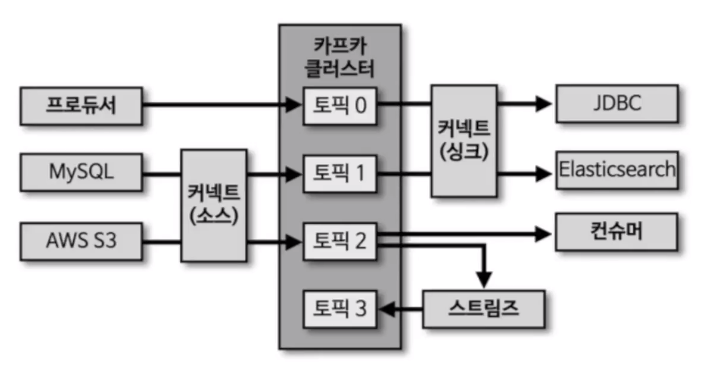 카프카
클러스터
프로듀서
토픽 0
JDBC
커넥트
(싱크)
MySQL
커넥트
(소스)
토픽 1
Elasticsearch
AWS S3
토픽 2
컨슈머
토픽 3
스트림즈